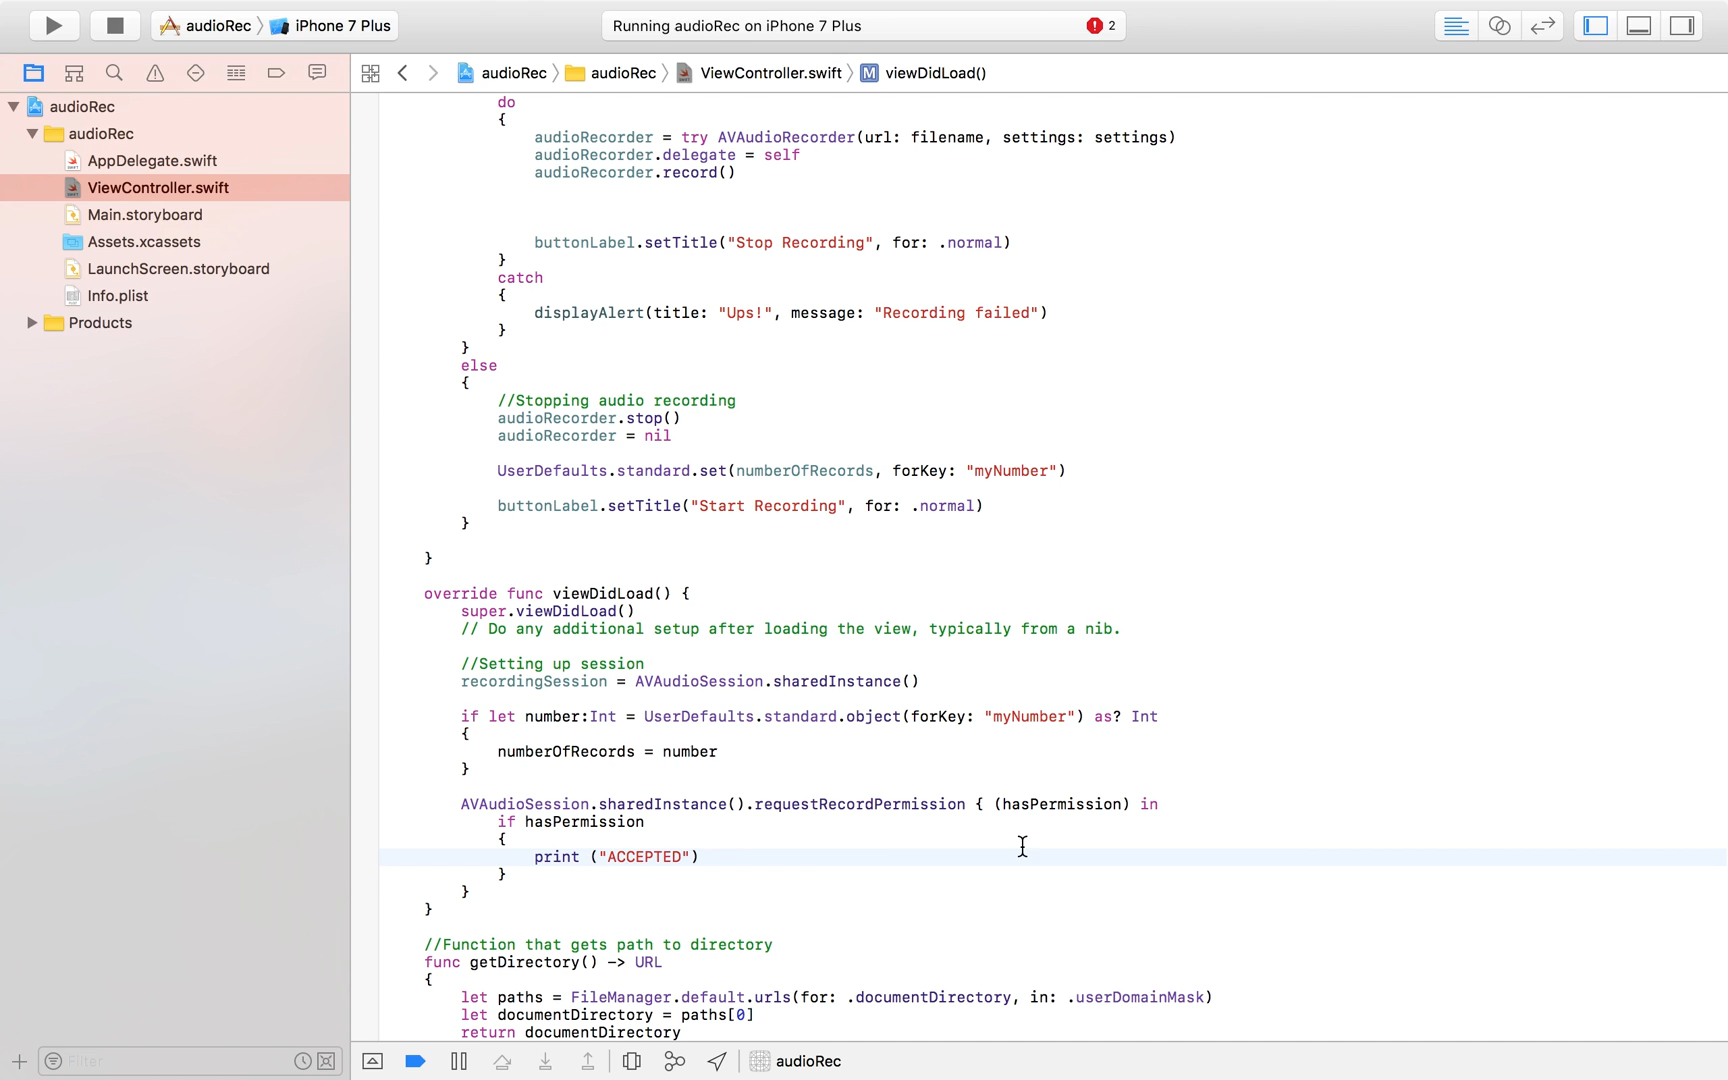 audioRec iPhone 7 Plus
Running audioRec on iPhone 7 Plus 2
audioRec audioRec ViewController.swift M viewDidLoad()
audioRec
audioRec
AppDelegate.swift
ViewController.swift
Main.storyboard
Assets.xcassets
LaunchScreen.storyboard
Info.plist
Products
do
{
audioRecorder = try AVAudioRecorder(url: filename, settings: settings)
audioRecorder.delegate = self
audioRecorder.record()
buttonLabel.setTitle("Stop Recording", for: .normal)
}
catch
{
displayAlert(title: "Ups!", message: "Recording failed")
}
}
else
{
//Stopping audio recording
audioRecorder.stop()
audioRecorder = nil
UserDefaults.standard.set(numberOfRecords, forKey: "myNumber")
buttonLabel.setTitle("Start Recording", for: .normal)
}
}
override func viewDidLoad() {
super.viewDidLoad()
// Do any additional setup after loading the view, typically from a nib.
//Setting up session
recordingSession = AVAudioSession.sharedInstance()
if let number:Int = UserDefaults.standard.object(forKey: "myNumber") as? Int
{
numberOfRecords = number
}
AVAudioSession.sharedInstance().requestRecordPermission { (hasPermission) in
if hasPermission
{
print ("ACCEPTED")
}
}
}
//Function that gets path to directory
func getDirectory() -> URL
{
let paths = FileManager.default.urls(for: .documentDirectory, in: .userDomainMask)
let documentDirectory = paths[0]
return documentDirectory
Filter
audioRec